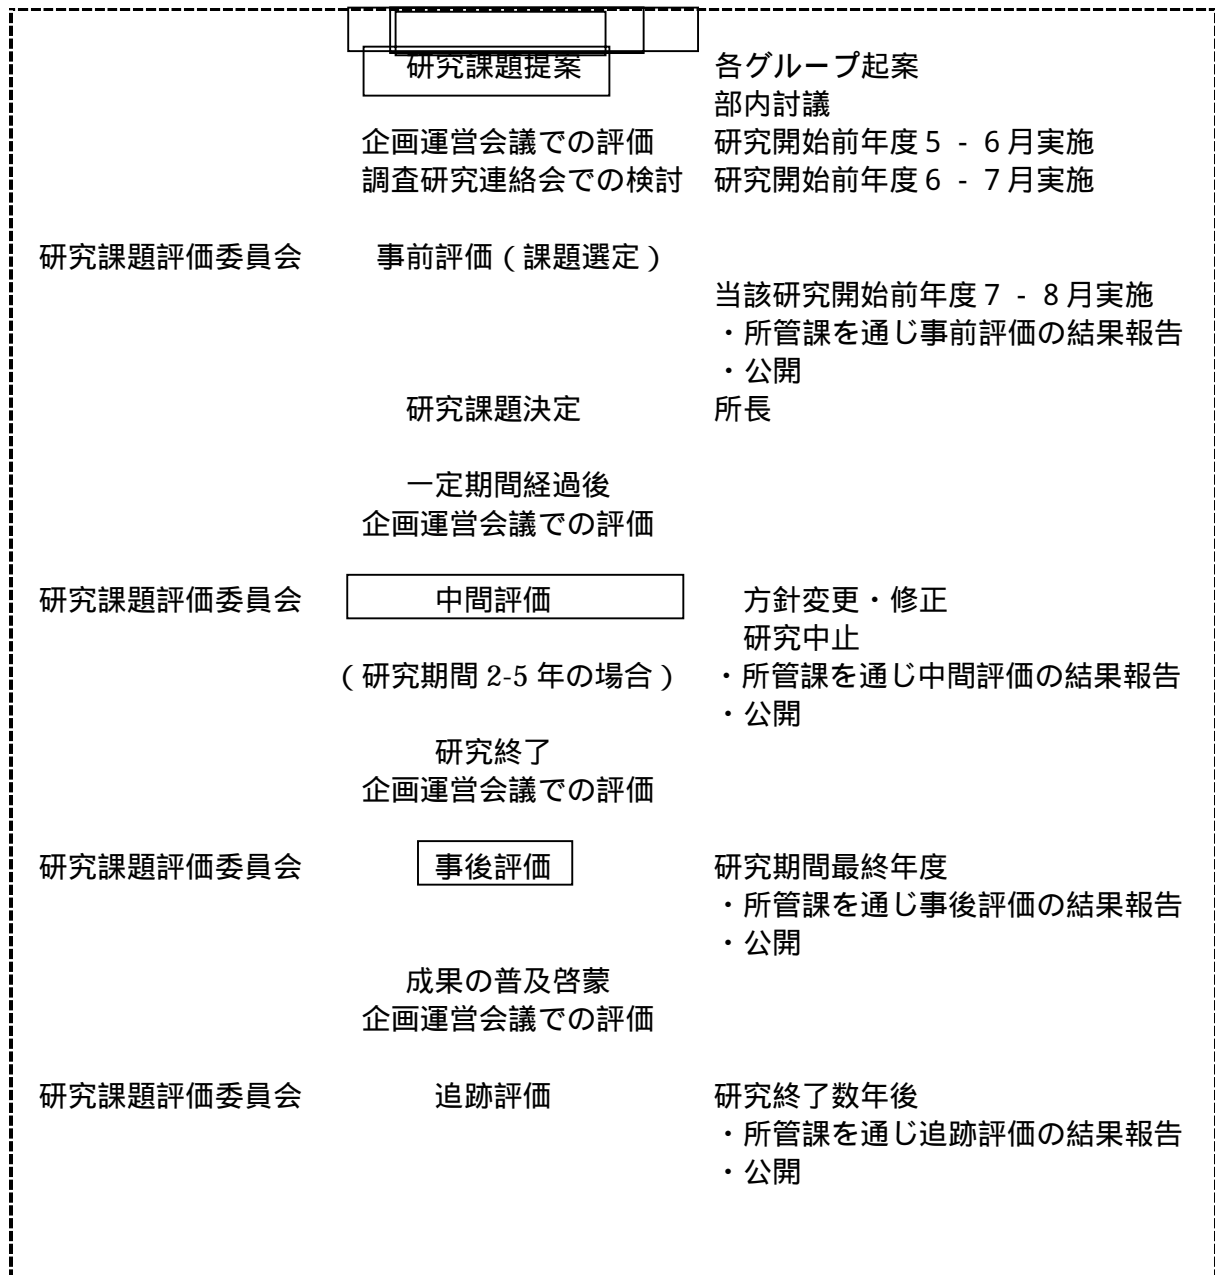 研究課題提案 各グループ起案
部内討議
企画運営会議での評価 研究開始前年度5-6月実施
調査研究連絡会での検討 研究開始前年度6-7月実施
研究課題評価委員会 事前評価(課題選定)
当該研究開始前年度7-8月実施
・所管課を通じ事前評価の結果報告
・公開
研究課題決定 所長
一定期間経過後
企画運営会議での評価
研究課題評価委員会 中間評価 方針変更・修正
研究中止
(研究期間2-5年の場合) ・所管課を通じ中間評価の結果報告
・公開
研究終了
企画運営会議での評価
研究課題評価委員会 事後評価 研究期間最終年度
・所管課を通じ事後評価の結果報告
・公開
成果の普及啓蒙
企画運営会議での評価
研究課題評価委員会 追跡評価 研究終了数年後
・所管課を通じ追跡評価の結果報告
・公開